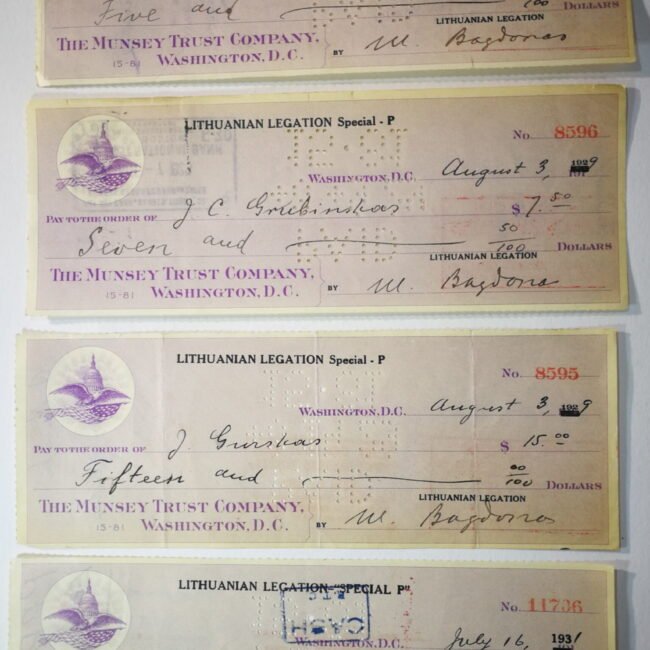 Five and 00/100 DOLLARS
LITHUANIAN LEGATION
THE MUNSEY TRUST COMPANY,
15-81 WASHINGTON, D.C. BY M. Bagdonas
LITHUANIAN LEGATION Special - P
No. 8596
WASHINGTON, D.C. August 3, 1929
PAY TO THE ORDER OF J. C. Grebinskas $ 7.50
Seven and 50/100 DOLLARS
LITHUANIAN LEGATION
THE MUNSEY TRUST COMPANY,
15-81 WASHINGTON, D.C. BY M. Bagdonas
LITHUANIAN LEGATION Special - P
No. 8595
WASHINGTON, D.C. August 3, 1929
PAY TO THE ORDER OF J. Gurskas $ 15.00
Fifteen and 00/100 DOLLARS
LITHUANIAN LEGATION
THE MUNSEY TRUST COMPANY,
15-81 WASHINGTON, D.C. BY M. Bagdonas
LITHUANIAN LEGATION "SPECIAL P"
No. 11736
CASH
WASHINGTON, D.C. July 16, 1931